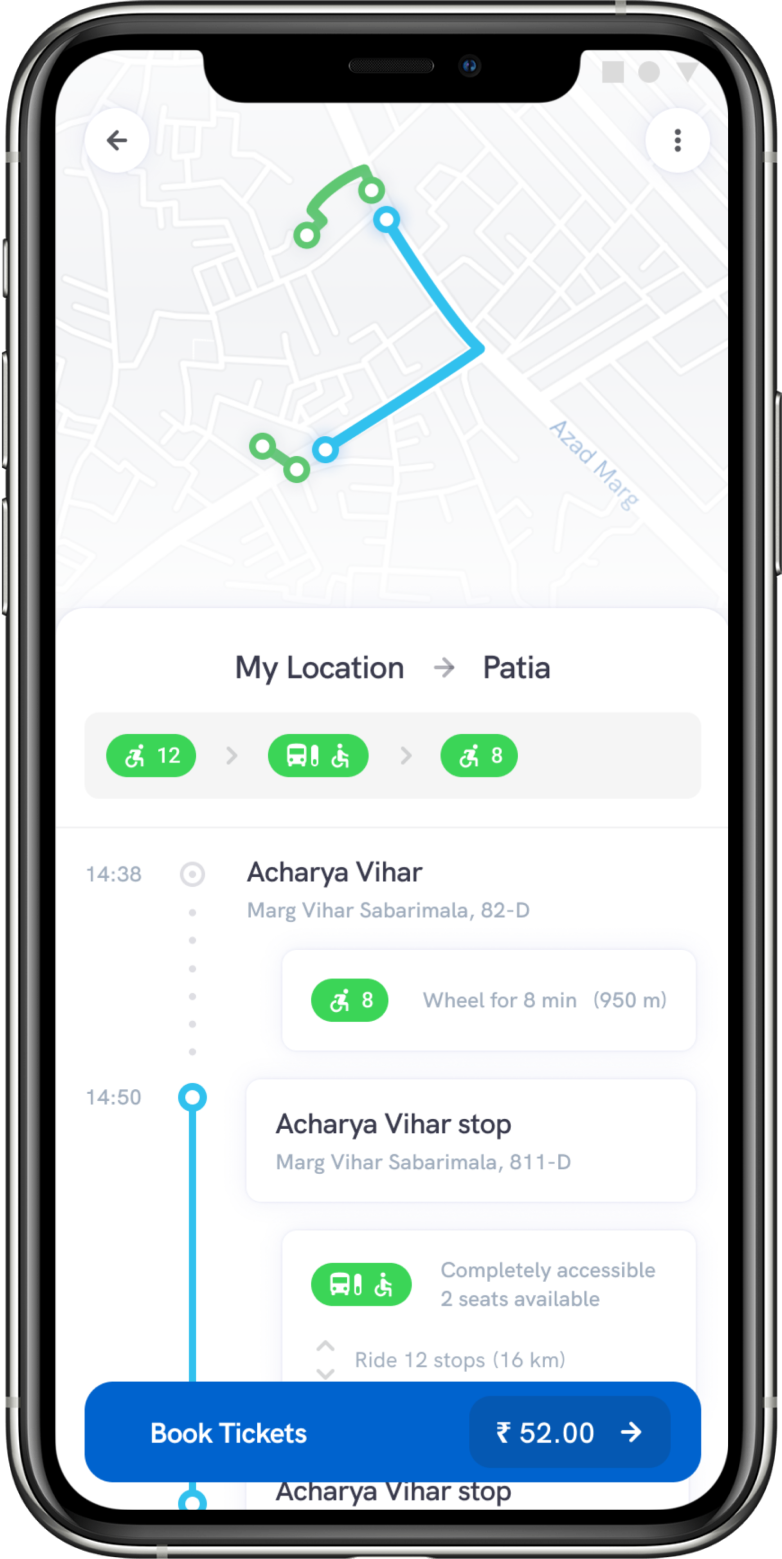 Azad Marg
My Location → Patia
12 > > 8
14:38 Acharya Vihar
Marg Vihar Sabarimala, 82-D
8 Wheel for 8 min (950 m)
14:50
Acharya Vihar stop
Marg Vihar Sabarimala, 811-D
Completely accessible
2 seats available
Ride 12 stops (16 km)
Book Tickets ₹ 52.00 →
Acharya Vihar stop